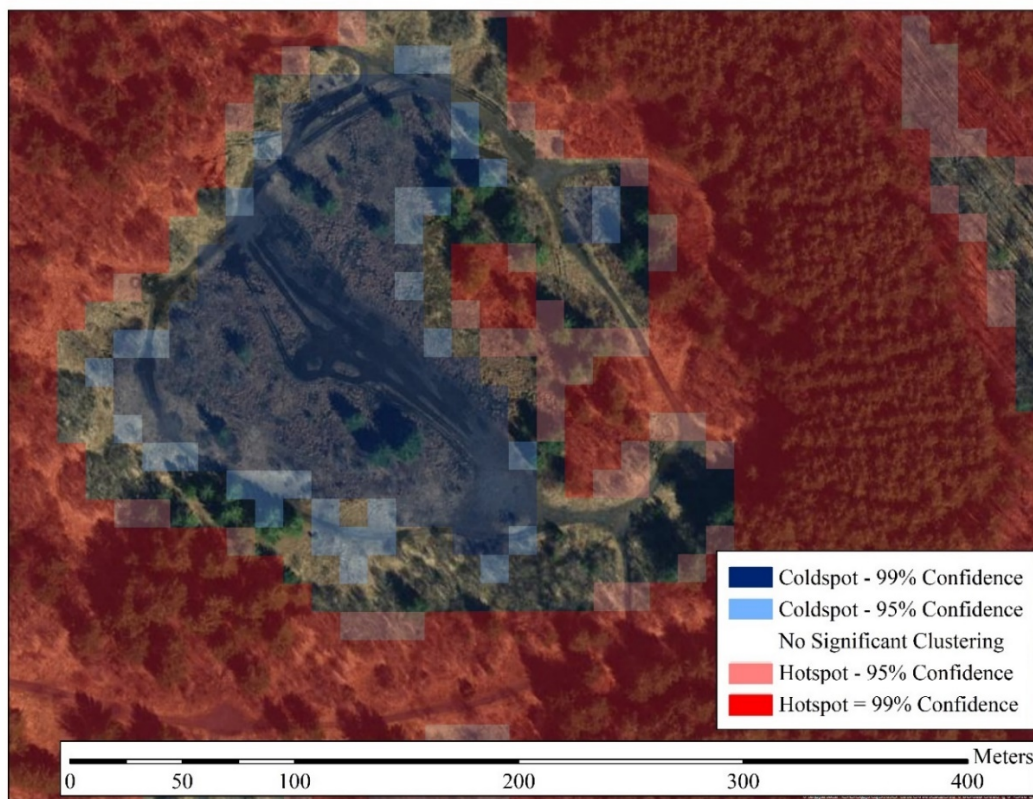 Coldspot - 99% Confidence
Coldspot - 95% Confidence
No Significant Clustering
Hotspot - 95% Confidence
Hotspot = 99% Confidence
Meters
0 50 100 200 300 400